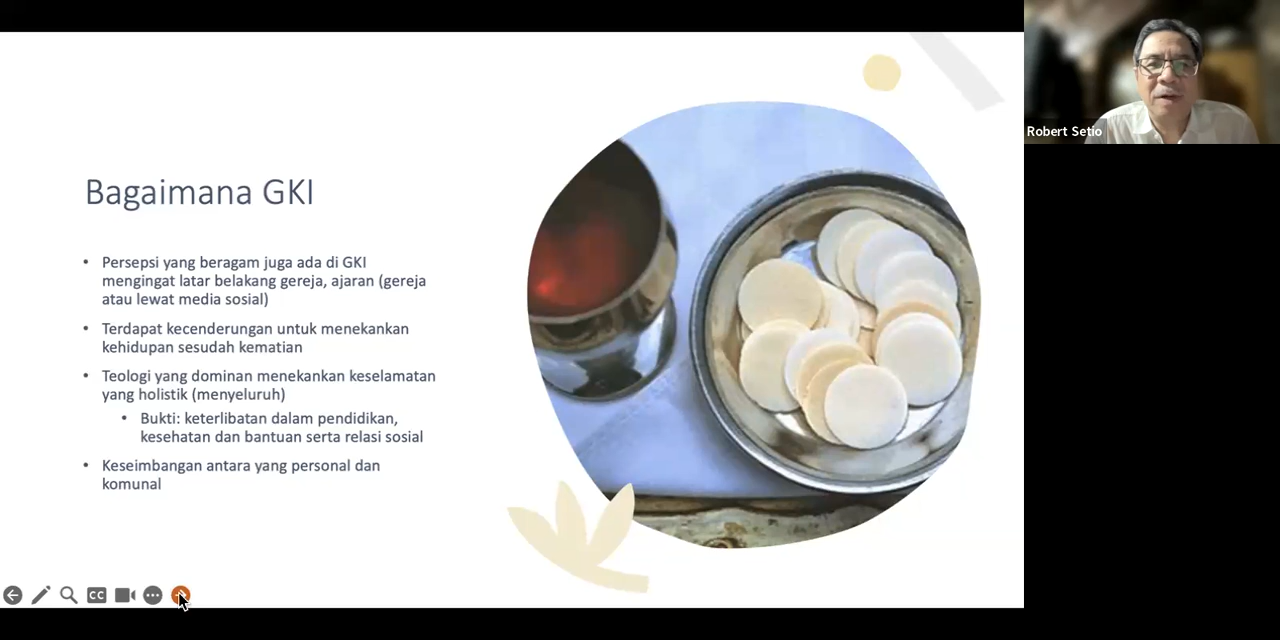 Bagaimana GKI
• Persepsi yang beragam juga ada di GKI
mengingat latar belakang gereja, ajaran (gereja
atau lewat media sosial)
• Terdapat kecenderungan untuk menekankan
kehidupan sesudah kematian
• Teologi yang dominan menekankan keselamatan
yang holistik (menyeluruh)
• Bukti: keterlibatan dalam pendidikan,
kesehatan dan bantuan serta relasi sosial
• Keseimbangan antara yang personal dan
komunal
CC
Robert Setio